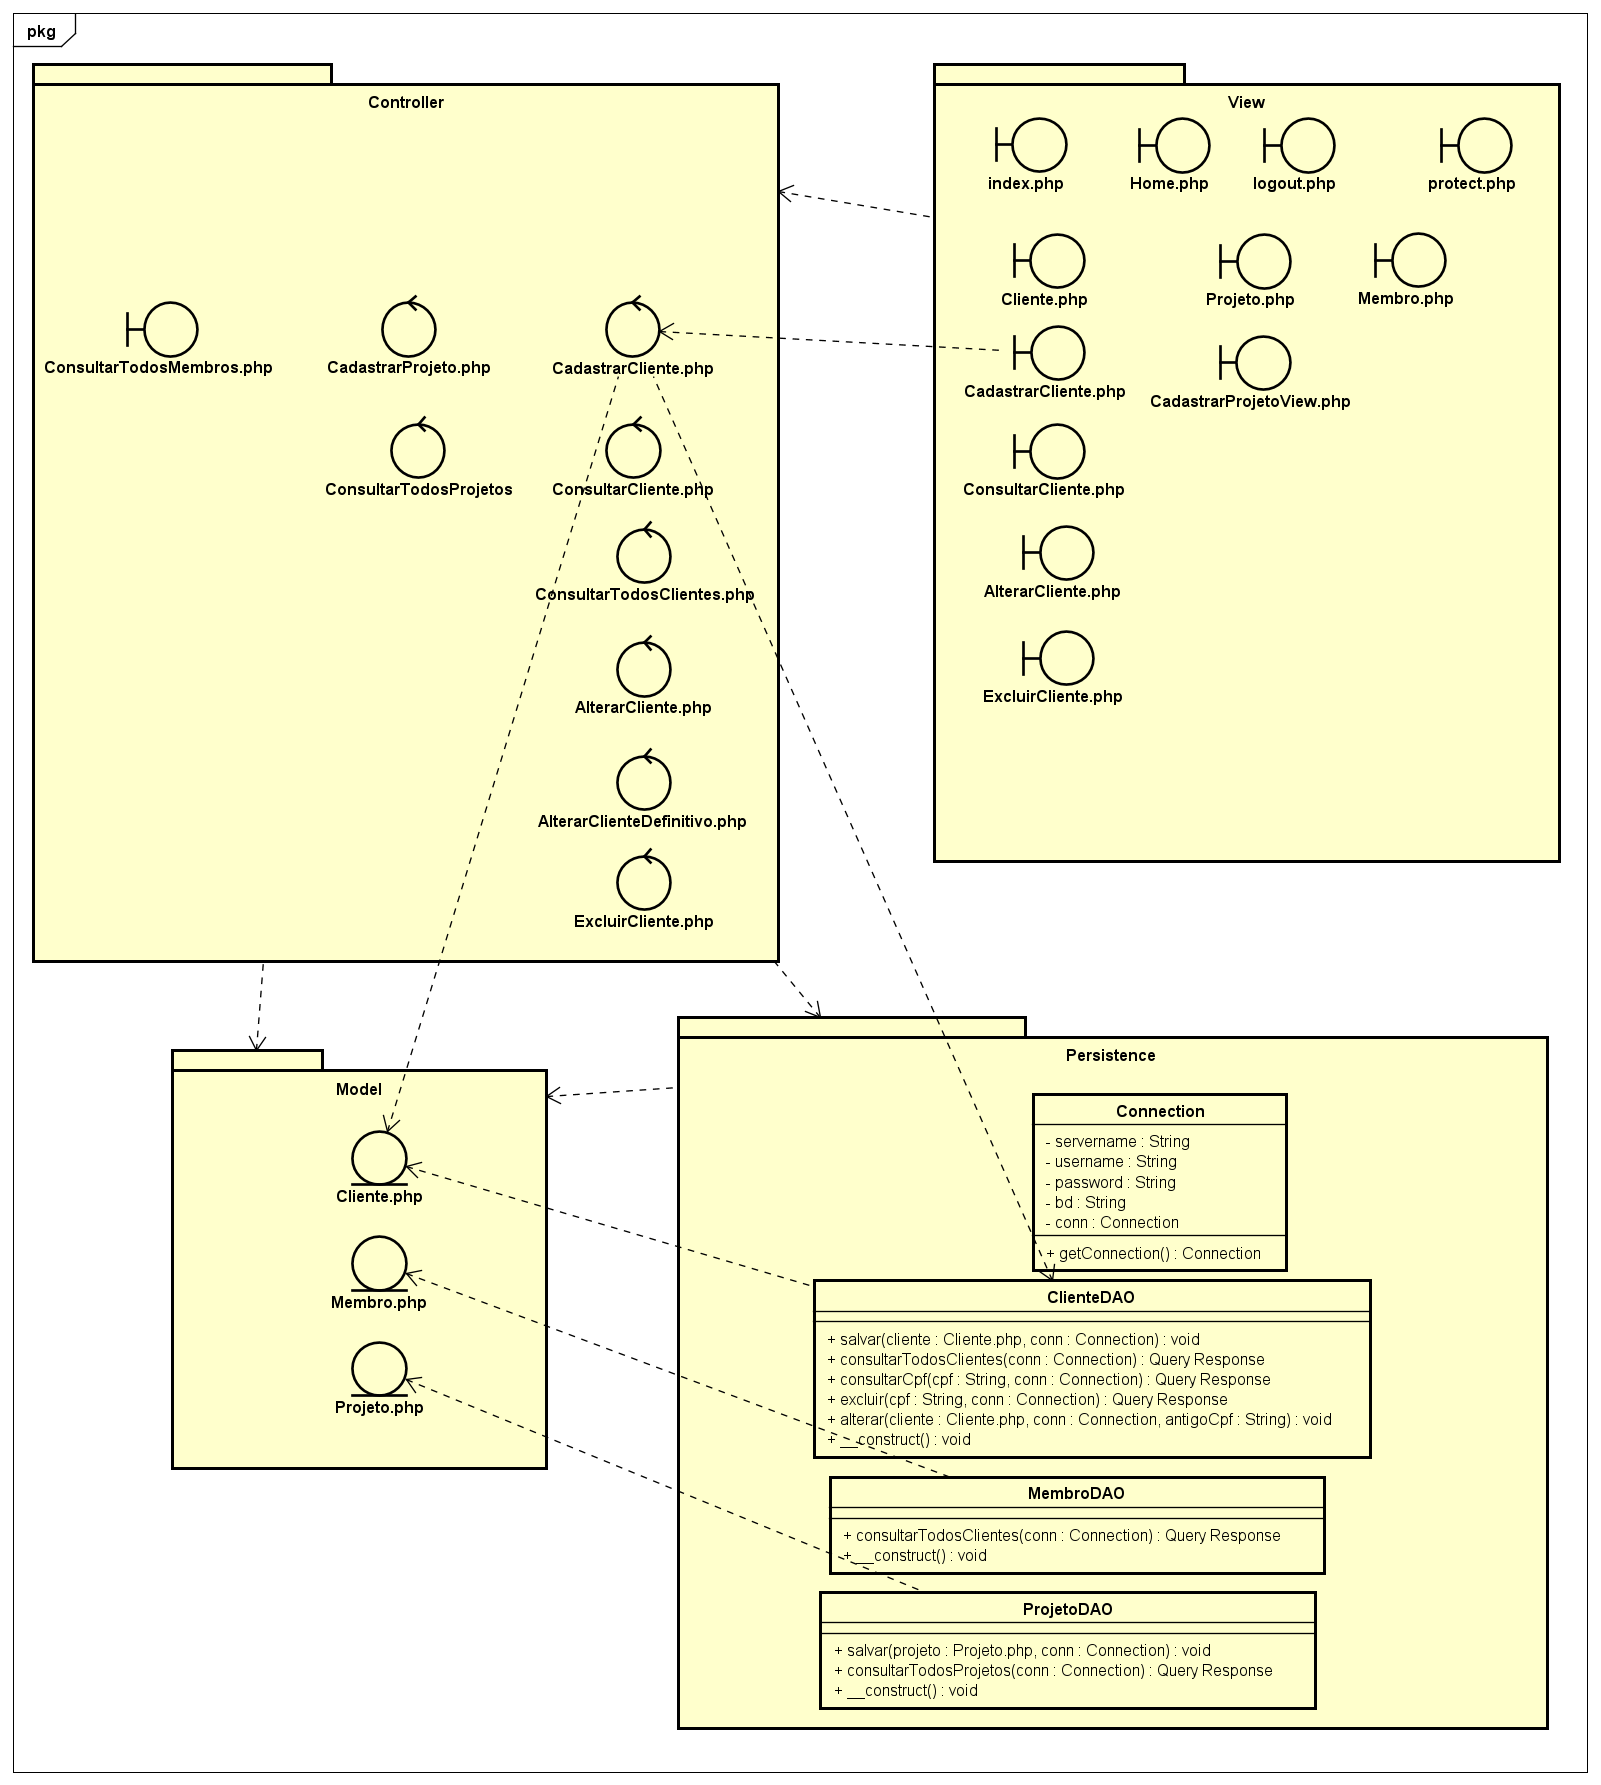 pkg
Controller
ConsultarTodosMembros.php
CadastrarProjeto.php
CadastrarCliente.php
ConsultarTodosProjetos
ConsultarCliente.php
ConsultarTodosClientes.php
AlterarCliente.php
AlterarClienteDefinitivo.php
ExcluirCliente.php
View
index.php
Home.php
logout.php
protect.php
Cliente.php
Projeto.php
Membro.php
CadastrarCliente.php
CadastrarProjetoView.php
ConsultarCliente.php
AlterarCliente.php
ExcluirCliente.php
Model
Cliente.php
Membro.php
Projeto.php
Persistence
Connection
- servername : String
- username : String
- password : String
- bd : String
- conn : Connection
+ getConnection() : Connection
ClienteDAO
+ salvar(cliente : Cliente.php, conn : Connection) : void
+ consultarTodosClientes(conn : Connection) : Query Response
+ consultarCpf(cpf : String, conn : Connection) : Query Response
+ excluir(cpf : String, conn : Connection) : Query Response
+ alterar(cliente : Cliente.php, conn : Connection, antigoCpf : String) : void
+ __construct() : void
MembroDAO
+ consultarTodosClientes(conn : Connection) : Query Response
+ __construct() : void
ProjetoDAO
+ salvar(projeto : Projeto.php, conn : Connection) : void
+ consultarTodosProjetos(conn : Connection) : Query Response
+ __construct() : void